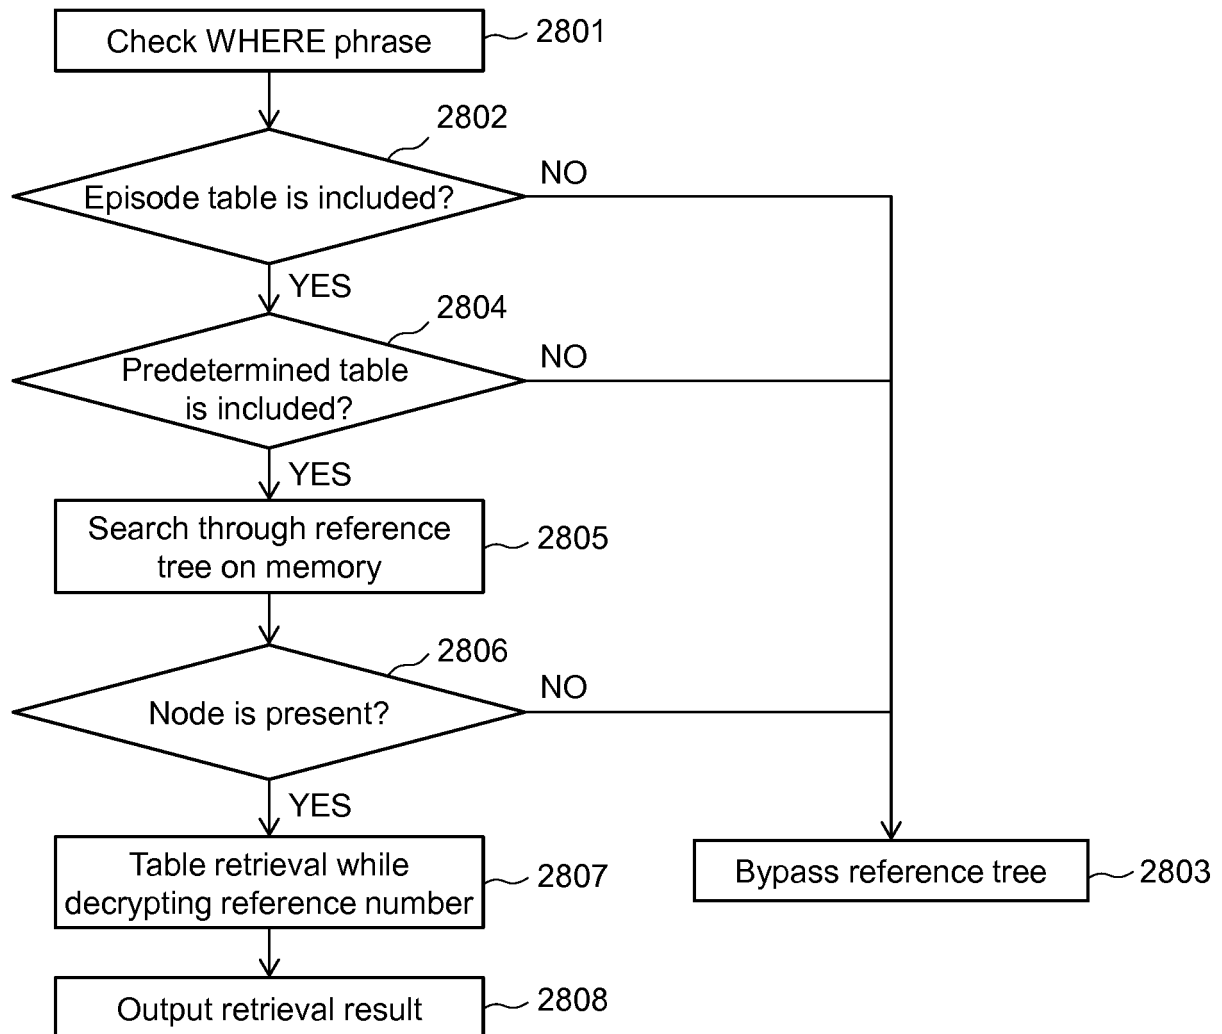 Check WHERE phrase
2801
2802
Episode table is included?
NO
YES
2804
Predetermined table
is included?
NO
YES
Search through reference
tree on memory
2805
2806
Node is present?
NO
YES
Table retrieval while
decrypting reference number
2807
Bypass reference tree
2803
Output retrieval result
2808